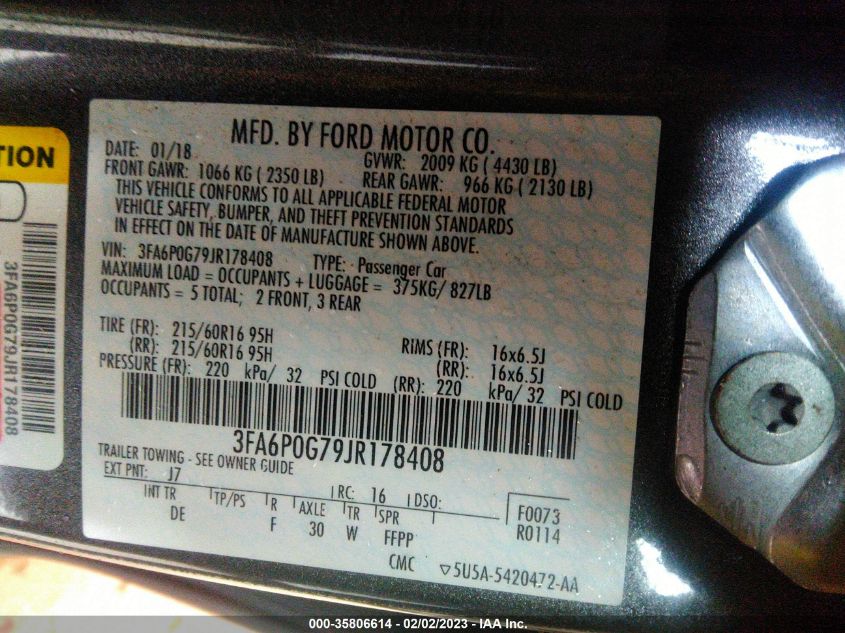 TION
3FA6P0G79JR178408
MFD. BY FORD MOTOR CO.
DATE: 01/18 GVWR: 2009 KG ( 4430 LB)
FRONT GAWR: 1066 KG ( 2350 LB) REAR GAWR: 966 KG ( 2130 LB)
THIS VEHICLE CONFORMS TO ALL APPLICABLE FEDERAL MOTOR
VEHICLE SAFETY, BUMPER, AND THEFT PREVENTION STANDARDS
IN EFFECT ON THE DATE OF MANUFACTURE SHOWN ABOVE.
VIN: 3FA6P0G79JR178408 TYPE: Passenger Car
MAXIMUM LOAD = OCCUPANTS + LUGGAGE = 375KG/ 827LB
OCCUPANTS = 5 TOTAL; 2 FRONT, 3 REAR
TIRE (FR): 215/60R16 95H RIMS (FR): 16x6.5J
(RR): 215/60R16 95H (RR): 16x6.5J
PRESSURE (FR): 220 kPa/ 32 PSI COLD (RR): 220 kPa/ 32 PSI COLD
3FA6P0G79JR178408
TRAILER TOWING - SEE OWNER GUIDE
EXT PNT: J7 RC: 16 DSO: F0073
INT TR TP/PS R AXLE TR SPR R0114
DE F 30 W FFPP
CMC ▽5U5A-5420472-AA
000-35806614 - 02/02/2023 - IAA Inc.